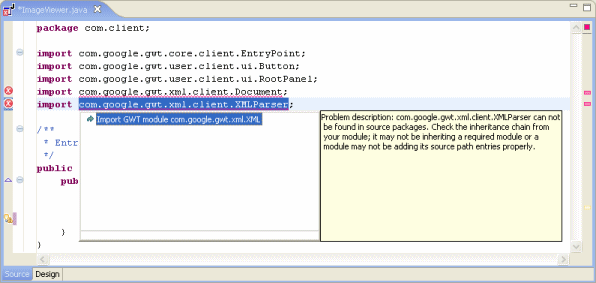 *ImageViewer.java
package com.client;
import com.google.gwt.core.client.EntryPoint;
import com.google.gwt.user.client.ui.Button;
import com.google.gwt.user.client.ui.RootPanel;
import com.google.gwt.xml.client.Document;
import com.google.gwt.xml.client.XMLParser;
Import GWT module com.google.gwt.xml.XML
Problem description: com.google.gwt.xml.client.XMLParser can not
be found in source packages. Check the inheritance chain from
your module; it may not be inheriting a required module or a
module may not be adding its source path entries properly.
/**
* Entr
*/
public
pub
}
}
Source Design